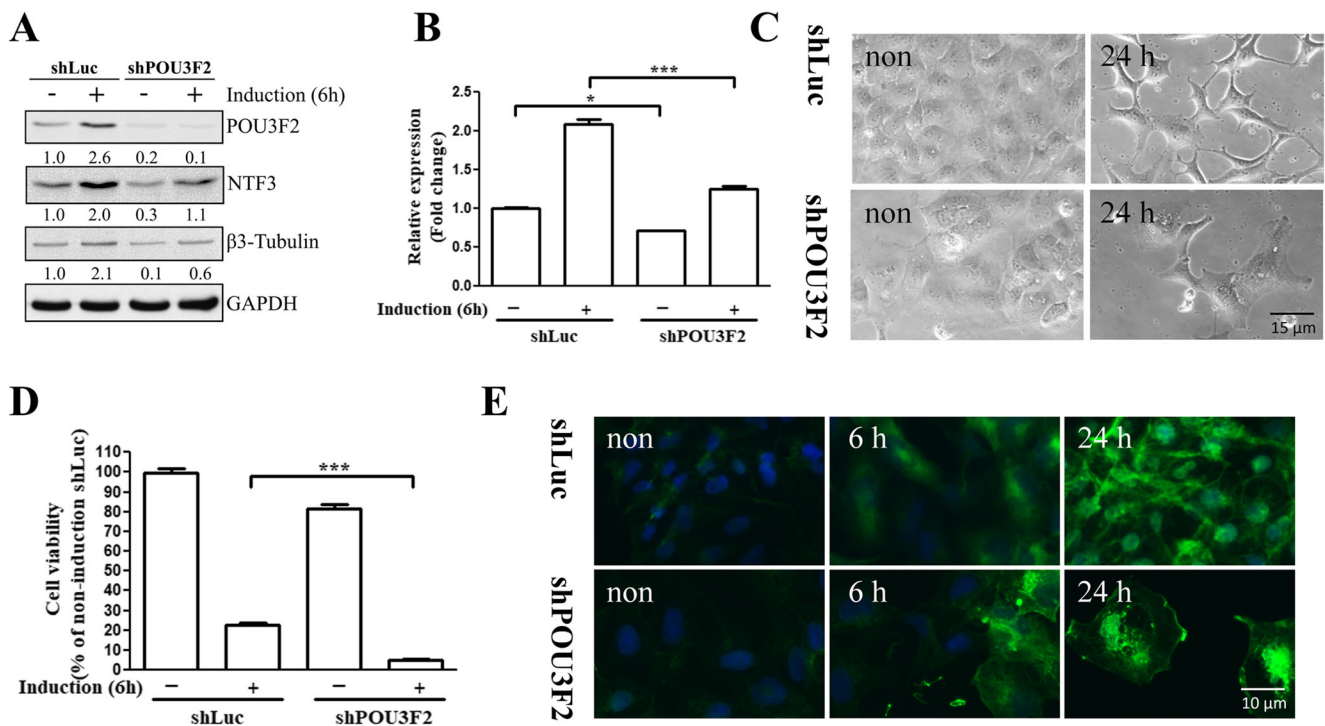 A
shLuc shPOU3F2
- + - + Induction (6h)
POU3F2
1.0 2.6 0.2 0.1
NTF3
1.0 2.0 0.3 1.1
β3-Tubulin
1.0 2.1 0.1 0.6
GAPDH
B
Relative expression
(Fold change)
2.5
2.0
1.5
1.0
0.5
0.0
*
***
Induction (6h) − + − +
shLuc shPOU3F2
C
shLuc
non
24 h
shPOU3F2
non
24 h
15 µm
D
Cell viability
(% of non-induction shLuc)
110
100
90
80
70
60
50
40
30
20
10
0
***
Induction (6h) − + − +
shLuc shPOU3F2
E
shLuc
non
6 h
24 h
shPOU3F2
non
6 h
24 h
10 µm